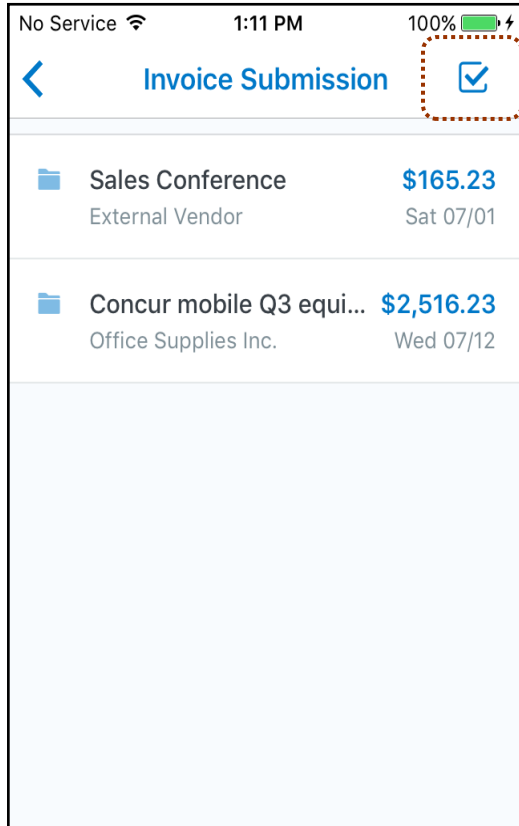 No Service 1:11 PM 100%
Invoice Submission
Sales Conference $165.23
External Vendor Sat 07/01
Concur mobile Q3 equi... $2,516.23
Office Supplies Inc. Wed 07/12